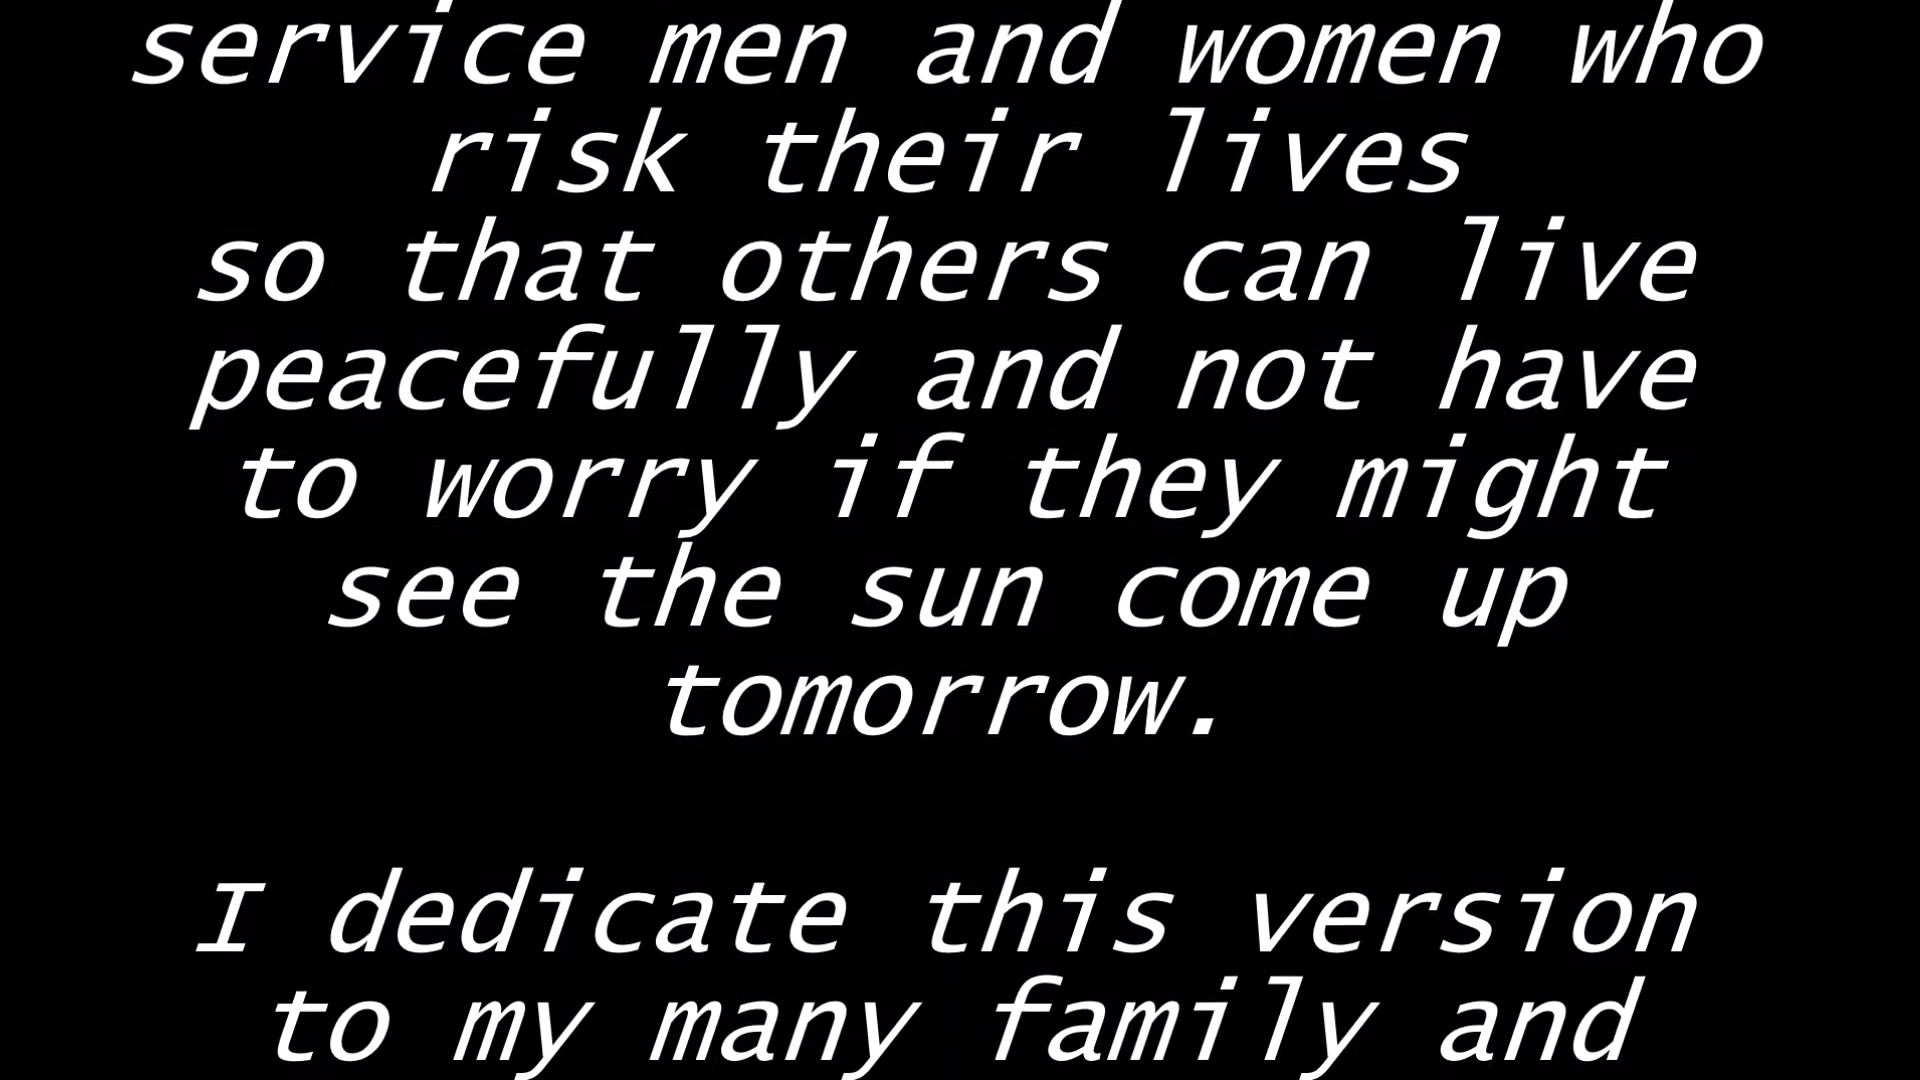 service men and women who
risk their lives
so that others can live
peacefully and not have
to worry if they might
see the sun come up
tomorrow.
I dedicate this version
to my many family and